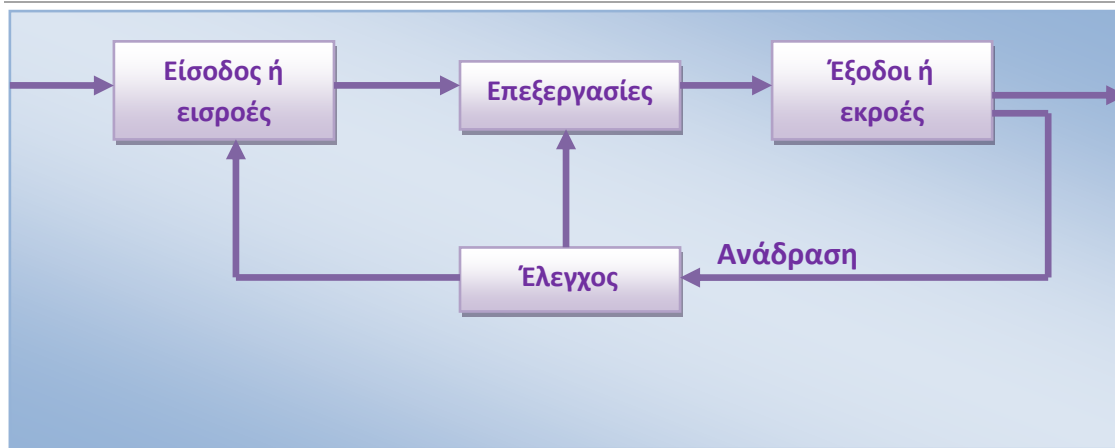 Είσοδος ή
εισροές
Επεξεργασίες
Έξοδοι ή
εκροές
Έλεγχος
Ανάδραση